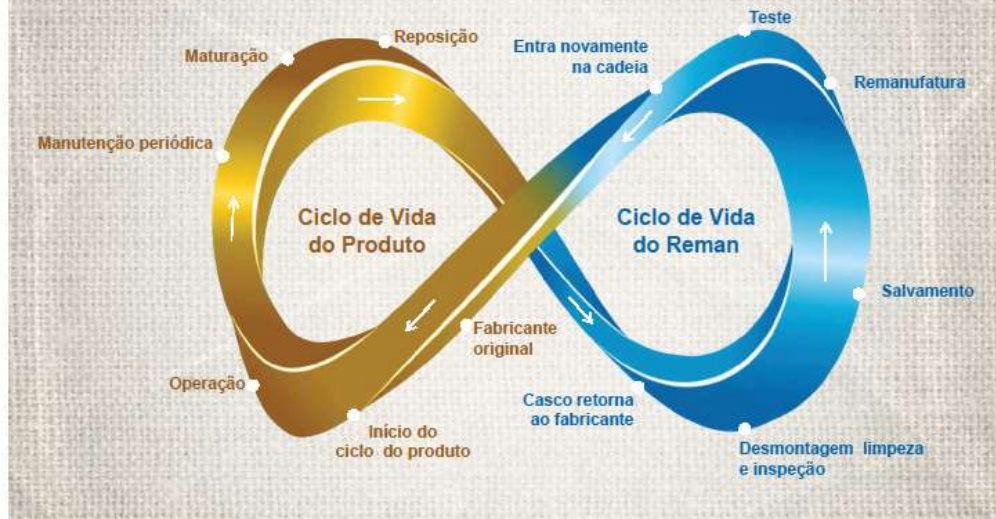 Teste
Reposição
Entra novamente
na cadeia
Maturação
Remanufatura
Manutenção periódica
Ciclo de Vida
do Produto
Ciclo de Vida
do Reman
Salvamento
Fabricante
original
Operação
Casco retorna
ao fabricante
Início do
ciclo do produto
Desmontagem limpeza
e inspeção